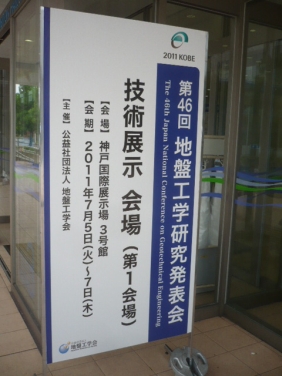 2011 KOBE
第46回 地盤工学研究発表会
The 46th Japan National Conference on Geotechnical Engineering
技術展示 会場（第1会場）
【会 場】神戸国際展示場 3号館
【会 期】2011年7月5日(火)～7日(木)
【主 催】公益社団法人 地盤工学会
地盤工学会